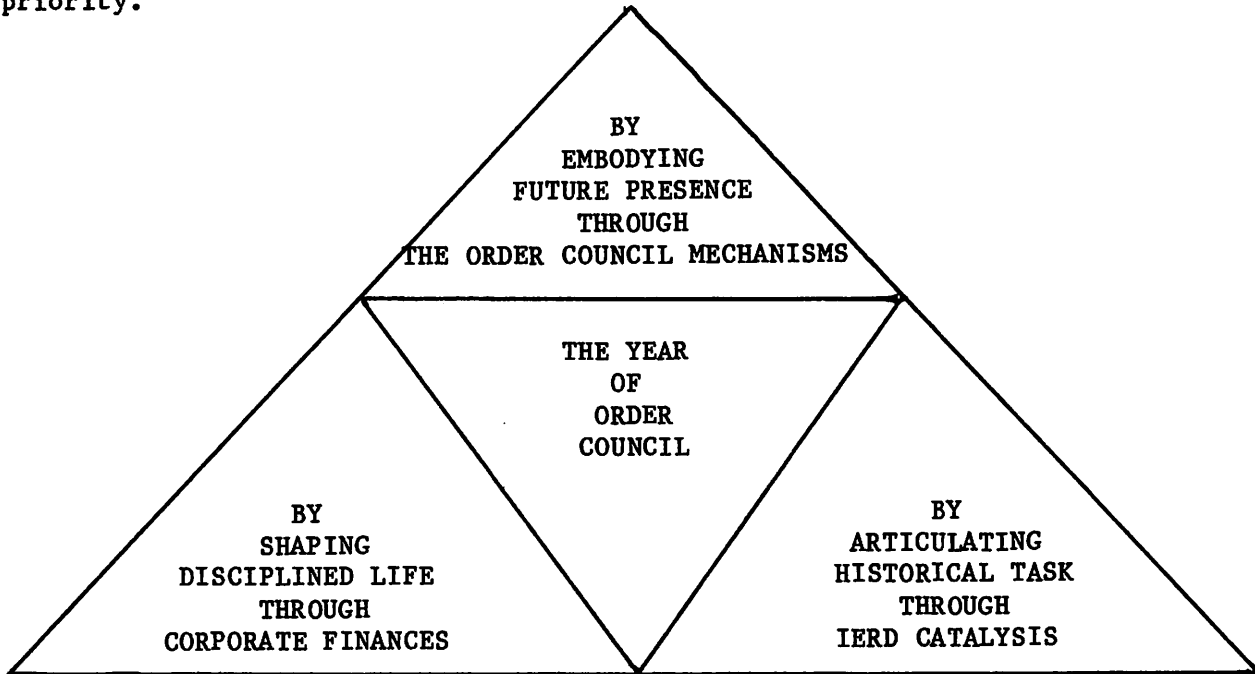 priority.
BY
EMBODYING
FUTURE PRESENCE
THROUGH
THE ORDER COUNCIL MECHANISMS
THE YEAR
OF
ORDER
COUNCIL
BY
SHAPING
DISCIPLINED LIFE
THROUGH
CORPORATE FINANCES
BY
ARTICULATING
HISTORICAL TASK
THROUGH
IERD CATALYSIS